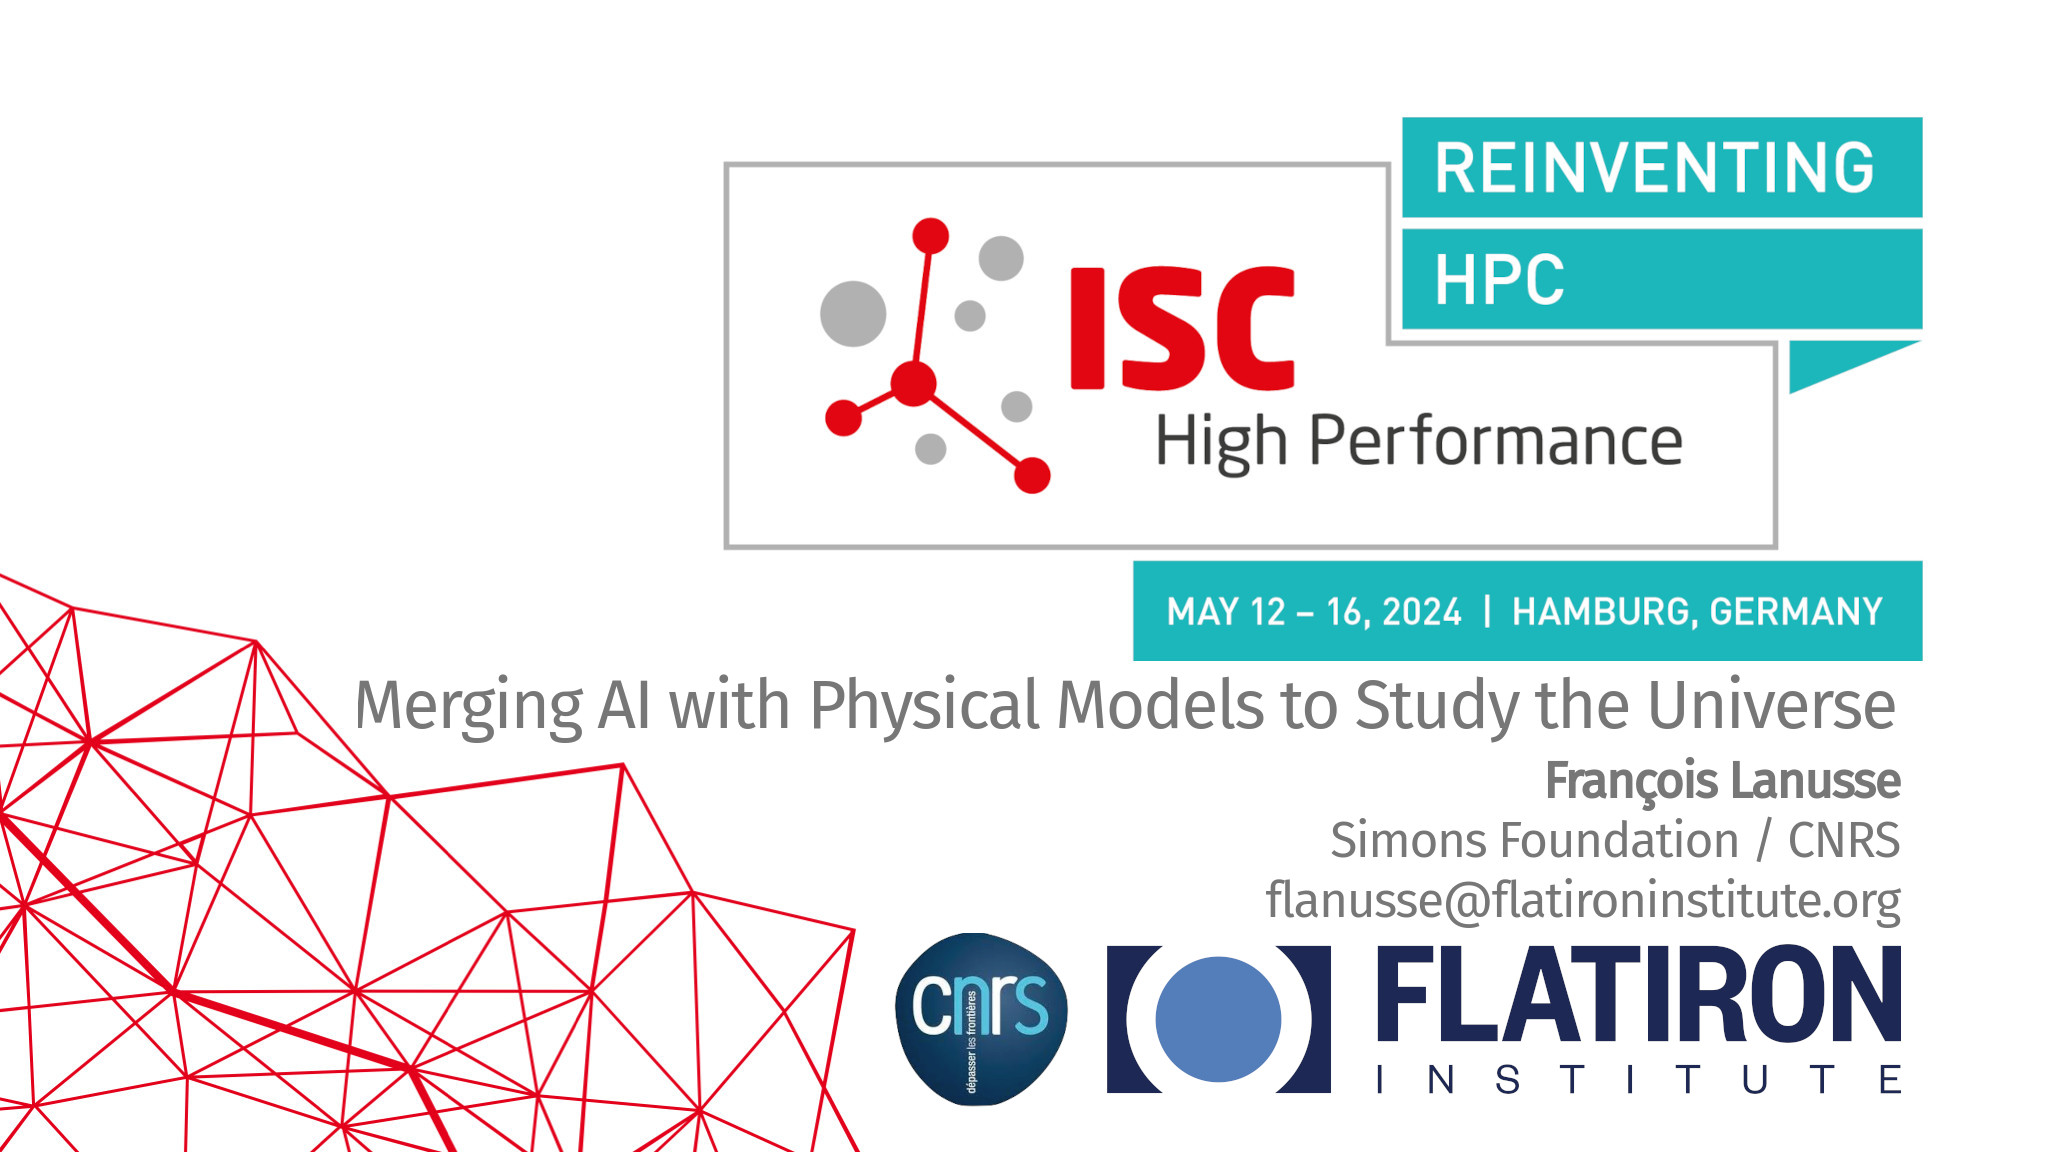 REINVENTING
HPC
ISC
High Performance
MAY 12 – 16, 2024 | HAMBURG, GERMANY
Merging AI with Physical Models to Study the Universe
François Lanusse
Simons Foundation / CNRS
flanusse@flatironinstitute.org
cnrs
dépasser les frontières
FLATIRON
INSTITUTE